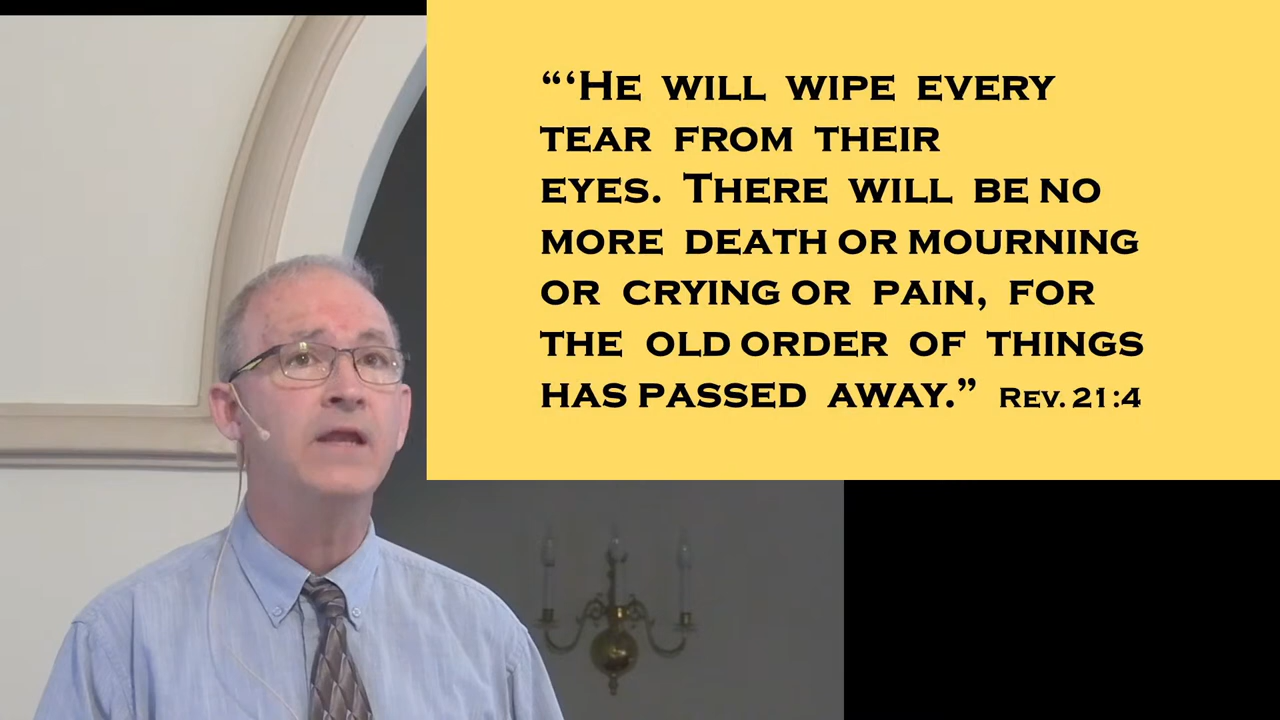 “‘He will wipe every
tear from their
eyes. There will be no
more death or mourning
or crying or pain, for
the old order of things
has passed away.” Rev. 21:4